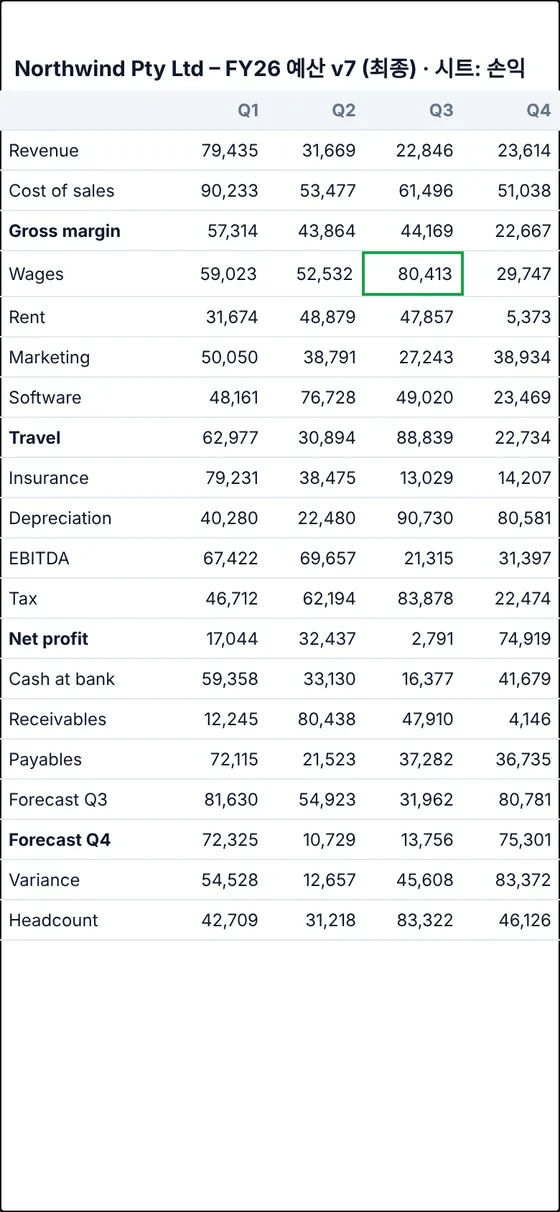 Northwind Pty Ltd – FY26 예산 v7 (최종) · 시트: 손익
Q1 Q2 Q3 Q4
Revenue 79,435 31,669 22,846 23,614
Cost of sales 90,233 53,477 61,496 51,038
Gross margin 57,314 43,864 44,169 22,667
Wages 59,023 52,532 80,413 29,747
Rent 31,674 48,879 47,857 5,373
Marketing 50,050 38,791 27,243 38,934
Software 48,161 76,728 49,020 23,469
Travel 62,977 30,894 88,839 22,734
Insurance 79,231 38,475 13,029 14,207
Depreciation 40,280 22,480 90,730 80,581
EBITDA 67,422 69,657 21,315 31,397
Tax 46,712 62,194 83,878 22,474
Net profit 17,044 32,437 2,791 74,919
Cash at bank 59,358 33,130 16,377 41,679
Receivables 12,245 80,438 47,910 4,146
Payables 72,115 21,523 37,282 36,735
Forecast Q3 81,630 54,923 31,962 80,781
Forecast Q4 72,325 10,729 13,756 75,301
Variance 54,528 12,657 45,608 83,372
Headcount 42,709 31,218 83,322 46,126